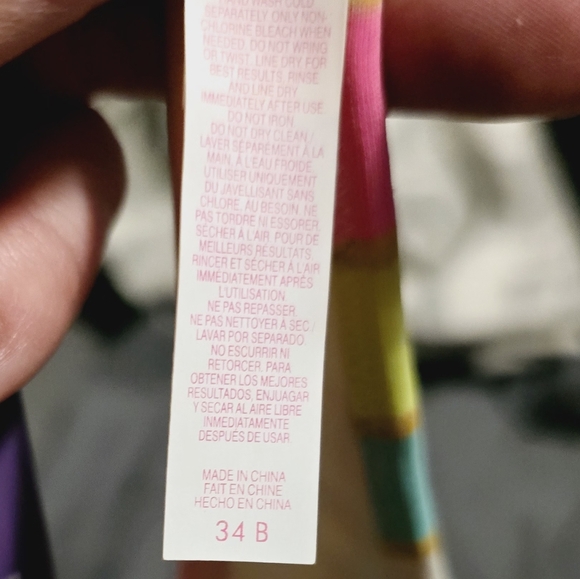 HAND WASH COLD
SEPARATELY ONLY NON-
CHLORINE BLEACH WHEN
NEEDED, DO NOT WRING
OR TWIST. LINE DRY FOR
BEST RESULTS, RINSE
AND LINE DRY
IMMEDIATELY AFTER USE
DO NOT IRON
DO NOT DRY CLEAN /
LAVER SÉPARÉMENT À LA
MAIN, À L'EAU FROIDE,
UTILISER UNIQUEMENT
DU JAVELLISANT SANS
CHLORE, AU BESOIN, NE
PAS TORDRE NI ESSORER,
SÉCHER À L'AIR. POUR DE
MEILLEURS RÉSULTATS,
RINCER ET SÉCHER À L'AIR
IMMÉDIATEMENT APRÈS
L'UTILISATION
NE PAS REPASSER
NE PAS NETTOYER À SEC /
LAVAR POR SEPARADO
NO ESCURRIR NI
RETORCER. PARA
OBTENER LOS MEJORES
RESULTADOS, ENJUAGAR
Y SECAR AL AIRE LIBRE
INMEDIATAMENTE
DESPUÉS DE USAR
MADE IN CHINA
FAIT EN CHINE
HECHO EN CHINA
34 B